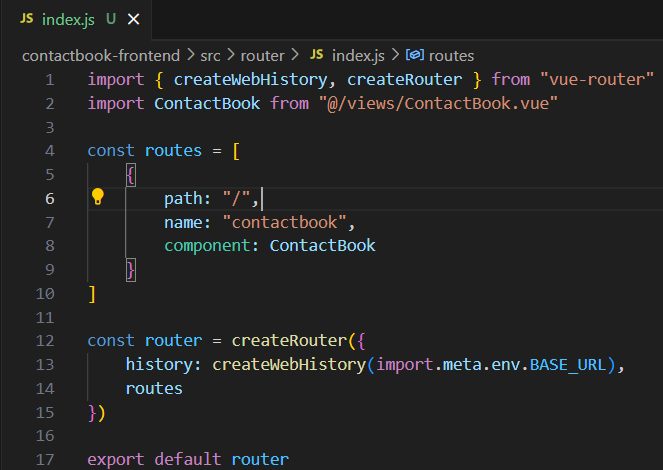 JS index.js U ×
contactbook-frontend > src > router > JS index.js > routes
1 import { createWebHistory, createRouter } from "vue-router"
2 import ContactBook from "@/views/ContactBook.vue"
3
4 const routes = [
5     {
6         path: "/",
7         name: "contactbook",
8         component: ContactBook
9     }
10 ]
11
12 const router = createRouter({
13     history: createWebHistory(import.meta.env.BASE_URL),
14     routes
15 })
16
17 export default router